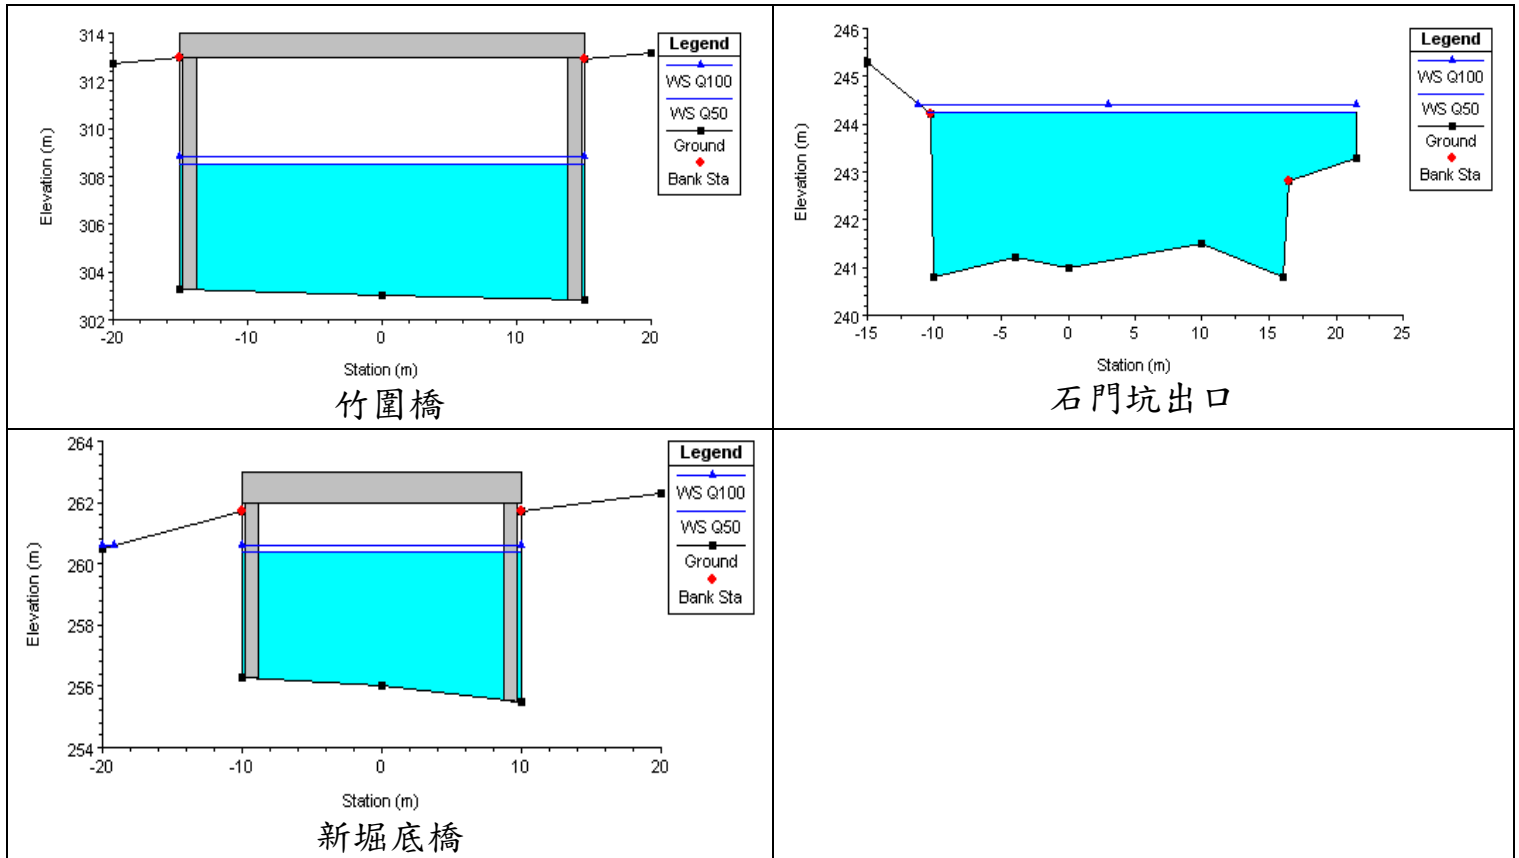 314
312
310
308
306
304
302
Elevation (m)
-20
-10
0
10
20
Station (m)
Legend
WS Q100
WS Q50
Ground
Bank Sta
竹圍橋
246
245
244
243
242
241
240
Elevation (m)
-15
-10
-5
0
5
10
15
20
25
Station (m)
Legend
WS Q100
WS Q50
Ground
Bank Sta
石門坑出口
264
262
260
258
256
254
Elevation (m)
-20
-10
0
10
20
Station (m)
Legend
WS Q100
WS Q50
Ground
Bank Sta
新堀底橋